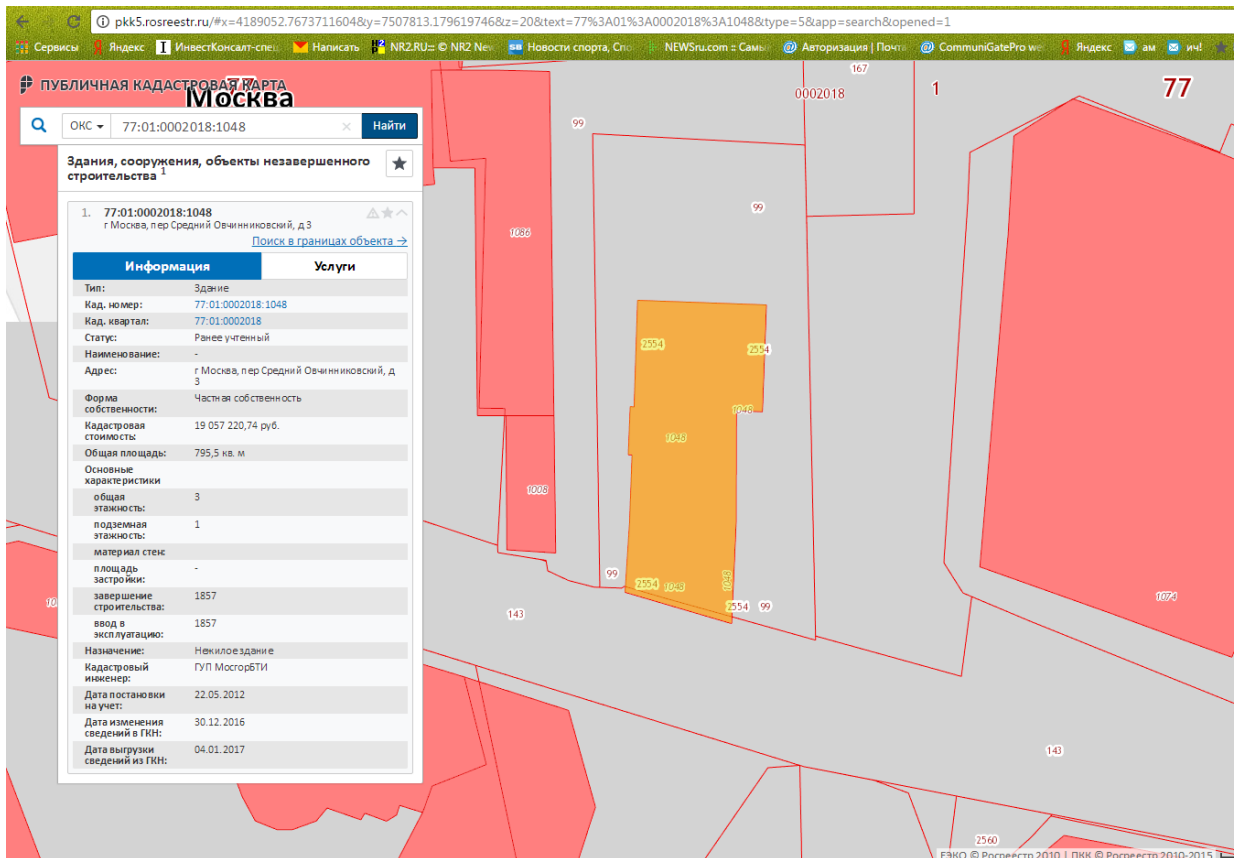 pkk5.rosreestr.ru/#x=4189052.7673711604&y=7507813.179619746&z=20&text=77%3A01%3A0002018%3A1048&type=5&app=search&opened=1
Сервисы Яндекс ИнвестКонсалт-спец Написать NR2.RU:: © NR2 New Новости спорта, Спо NEWSru.com :: Самы Авторизация | Почта CommuniGatePro we Яндекс ам ич!
ПУБЛИЧНАЯ КАДАСТРОВАЯ КАРТА
77
Москва
ОКС 77:01:0002018:1048 Найти
Здания, сооружения, объекты незавершенного
строительства 1
1. 77:01:0002018:1048
г Москва, пер Средний Овчинниковский, д 3
Поиск в границах объекта →
Информация Услуги
Тип: Здание
Кад. номер: 77:01:0002018:1048
Кад. квартал: 77:01:0002018
Статус: Ранее учтенный
Наименование: -
Адрес: г Москва, пер Средний Овчинниковский, д
3
Форма
собственности: Частная собственность
Кадастровая
стоимость: 19 057 220,74 руб.
Общая площадь: 795,5 кв. м
Основные
характеристики
общая
этажность: 3
подземная
этажность: 1
материал стен:
площадь
застройки: -
завершение
строительства: 1857
ввод в
эксплуатацию: 1857
Назначение: Нежилое здание
Кадастровый
инженер: ГУП МосгорБТИ
Дата постановки
на учет: 22.05.2012
Дата изменения
сведений в ГКН: 30.12.2016
Дата выгрузки
сведений из ГКН: 04.01.2017
167
0002018
1
77
99
99
1086
2554
2554
1048
1048
1008
99
2554
1048
1048
2554
99
143
1074
143
2560
ЕЭКО © Росреестр 2010 | ПКК © Росреестр 2010-2015